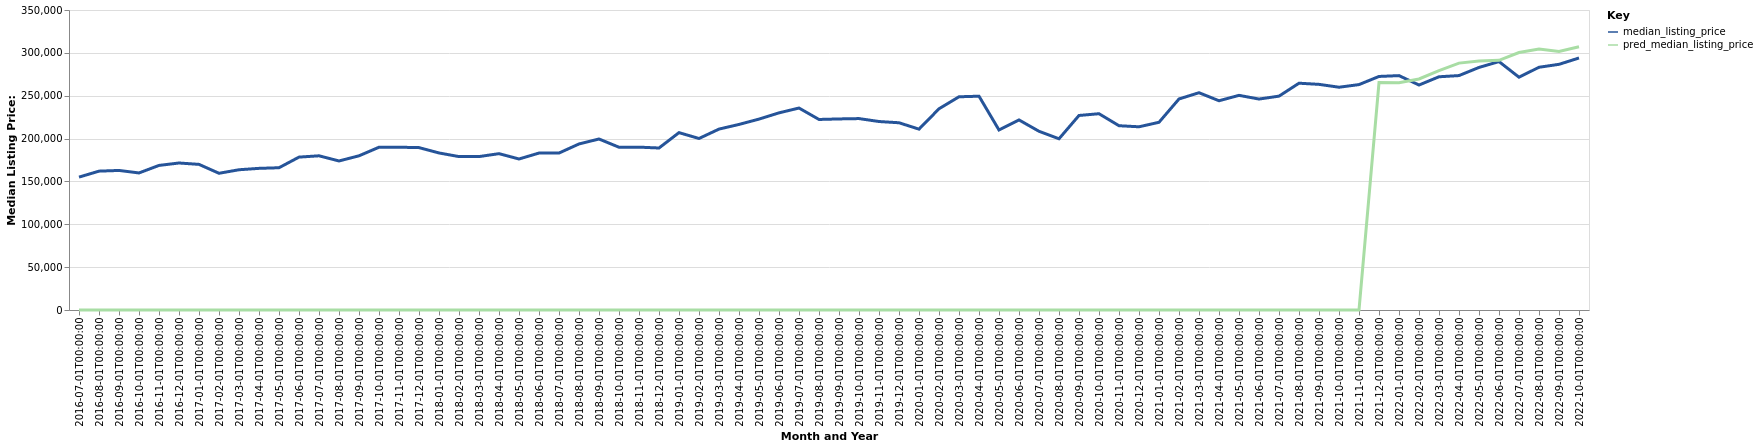 350,000
300,000
250,000
200,000
150,000
100,000
50,000
0
Median Listing Price:
2016-07-01T00:00:00
2016-08-01T00:00:00
2016-09-01T00:00:00
2016-10-01T00:00:00
2016-11-01T00:00:00
2016-12-01T00:00:00
2017-01-01T00:00:00
2017-02-01T00:00:00
2017-03-01T00:00:00
2017-04-01T00:00:00
2017-05-01T00:00:00
2017-06-01T00:00:00
2017-07-01T00:00:00
2017-08-01T00:00:00
2017-09-01T00:00:00
2017-10-01T00:00:00
2017-11-01T00:00:00
2017-12-01T00:00:00
2018-01-01T00:00:00
2018-02-01T00:00:00
2018-03-01T00:00:00
2018-04-01T00:00:00
2018-05-01T00:00:00
2018-06-01T00:00:00
2018-07-01T00:00:00
2018-08-01T00:00:00
2018-09-01T00:00:00
2018-10-01T00:00:00
2018-11-01T00:00:00
2018-12-01T00:00:00
2019-01-01T00:00:00
2019-02-01T00:00:00
2019-03-01T00:00:00
2019-04-01T00:00:00
2019-05-01T00:00:00
2019-06-01T00:00:00
2019-07-01T00:00:00
2019-08-01T00:00:00
2019-09-01T00:00:00
2019-10-01T00:00:00
2019-11-01T00:00:00
2019-12-01T00:00:00
2020-01-01T00:00:00
2020-02-01T00:00:00
2020-03-01T00:00:00
2020-04-01T00:00:00
2020-05-01T00:00:00
2020-06-01T00:00:00
2020-07-01T00:00:00
2020-08-01T00:00:00
2020-09-01T00:00:00
2020-10-01T00:00:00
2020-11-01T00:00:00
2020-12-01T00:00:00
2021-01-01T00:00:00
2021-02-01T00:00:00
2021-03-01T00:00:00
2021-04-01T00:00:00
2021-05-01T00:00:00
2021-06-01T00:00:00
2021-07-01T00:00:00
2021-08-01T00:00:00
2021-09-01T00:00:00
2021-10-01T00:00:00
2021-11-01T00:00:00
2021-12-01T00:00:00
2022-01-01T00:00:00
2022-02-01T00:00:00
2022-03-01T00:00:00
2022-04-01T00:00:00
2022-05-01T00:00:00
2022-06-01T00:00:00
2022-07-01T00:00:00
2022-08-01T00:00:00
2022-09-01T00:00:00
2022-10-01T00:00:00
Month and Year
Key
median_listing_price
pred_median_listing_price